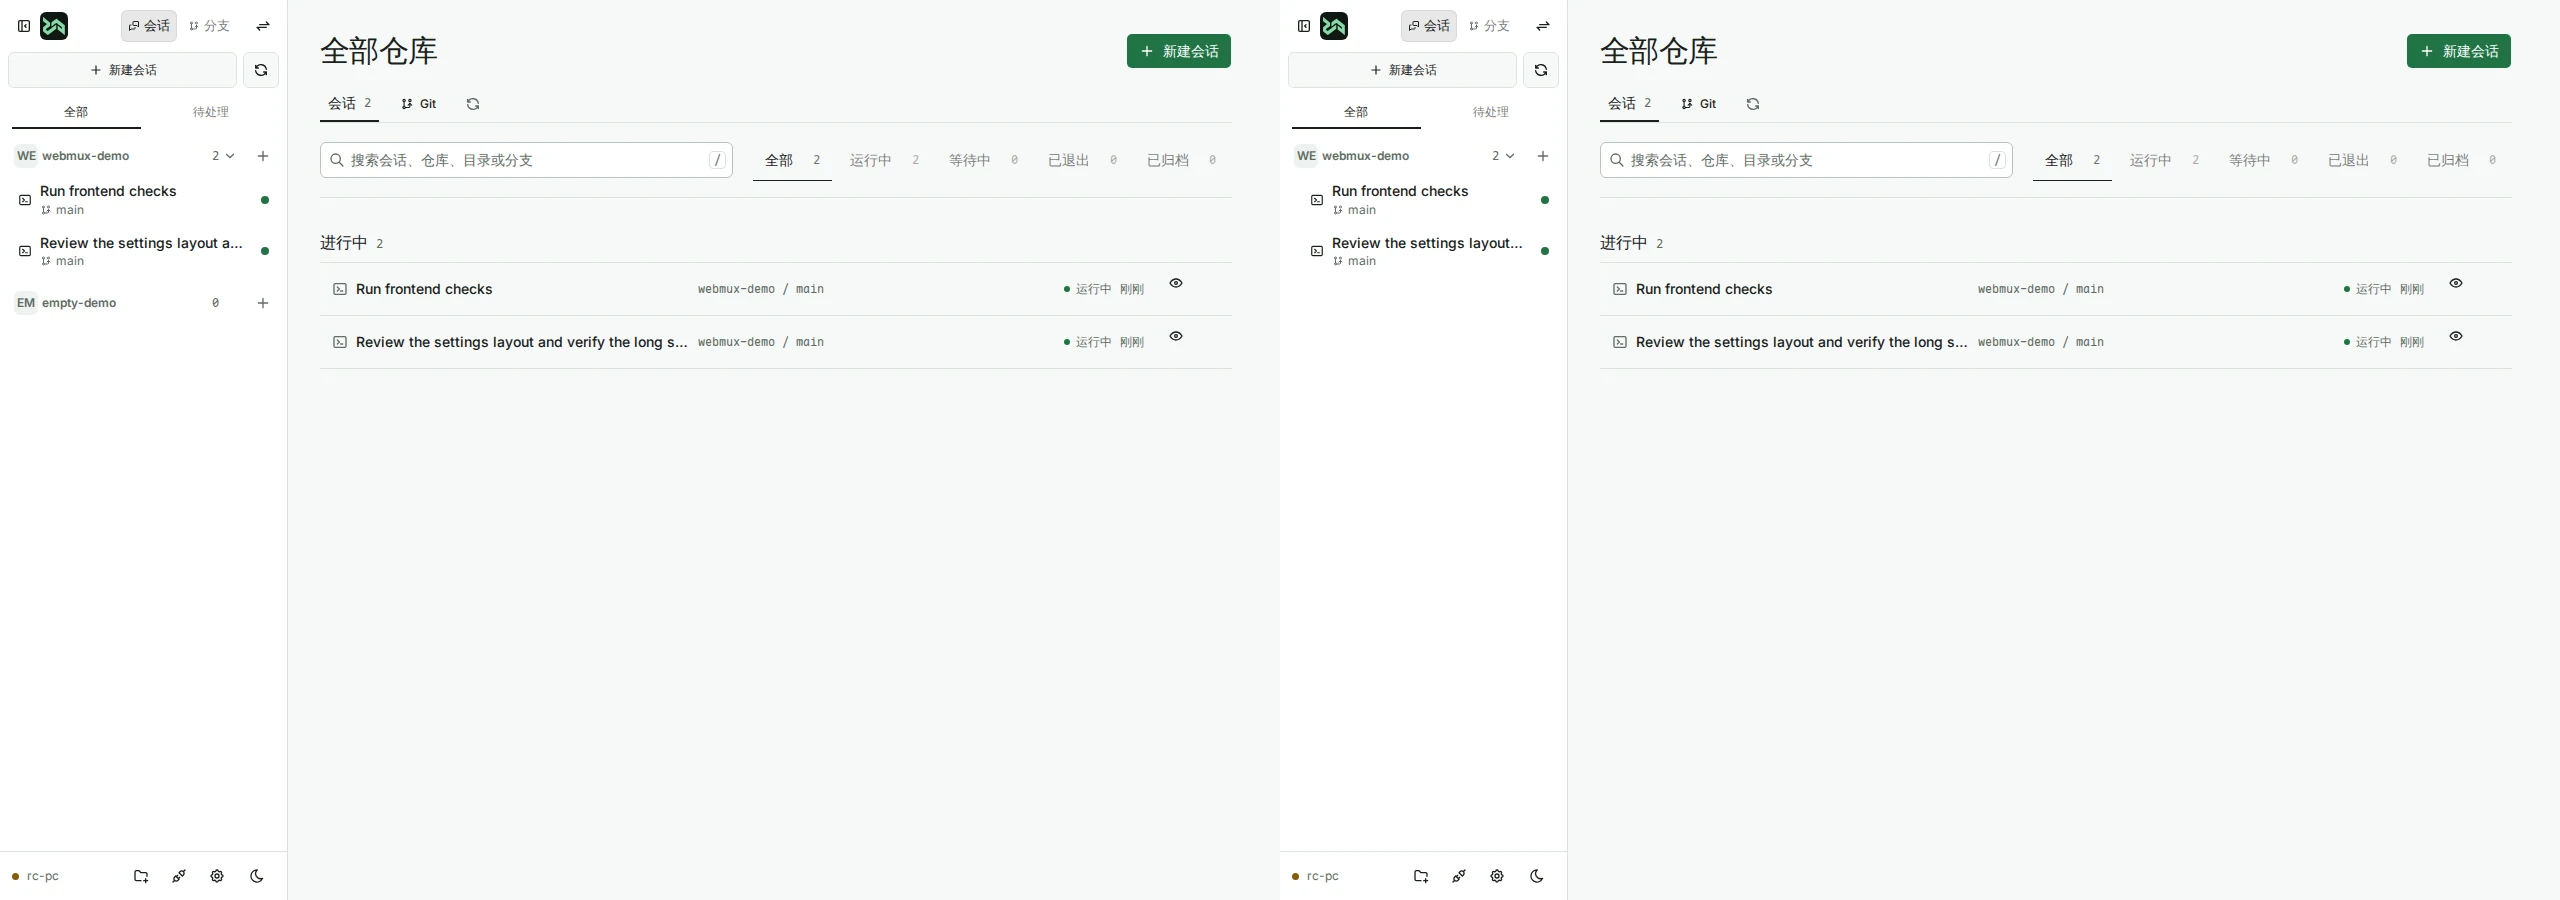 会话 分支
新建会话
全部 待处理
WE webmux-demo 2
Run frontend checks
main
Review the settings layout a...
main
EM empty-demo 0
rc-pc
全部仓库
新建会话
会话 2 Git
搜索会话、仓库、目录或分支 /
全部 2 运行中 2 等待中 0 已退出 0 已归档 0
进行中 2
Run frontend checks webmux-demo / main 运行中 刚刚
Review the settings layout and verify the long s... webmux-demo / main 运行中 刚刚
会话 分支
新建会话
全部 待处理
WE webmux-demo 2
Run frontend checks
main
Review the settings layout...
main
rc-pc
全部仓库
新建会话
会话 2 Git
搜索会话、仓库、目录或分支 /
全部 2 运行中 2 等待中 0 已退出 0 已归档 0
进行中 2
Run frontend checks webmux-demo / main 运行中 刚刚
Review the settings layout and verify the long s... webmux-demo / main 运行中 刚刚